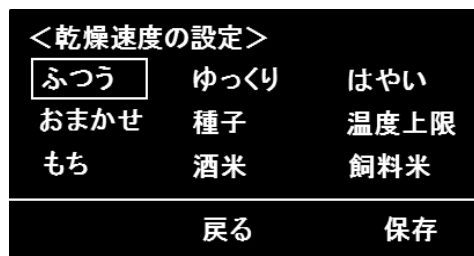 ＜乾燥速度の設定＞
ふつう ゆっくり はやい
おまかせ 種子 温度上限
もち 酒米 飼料米
戻る 保存